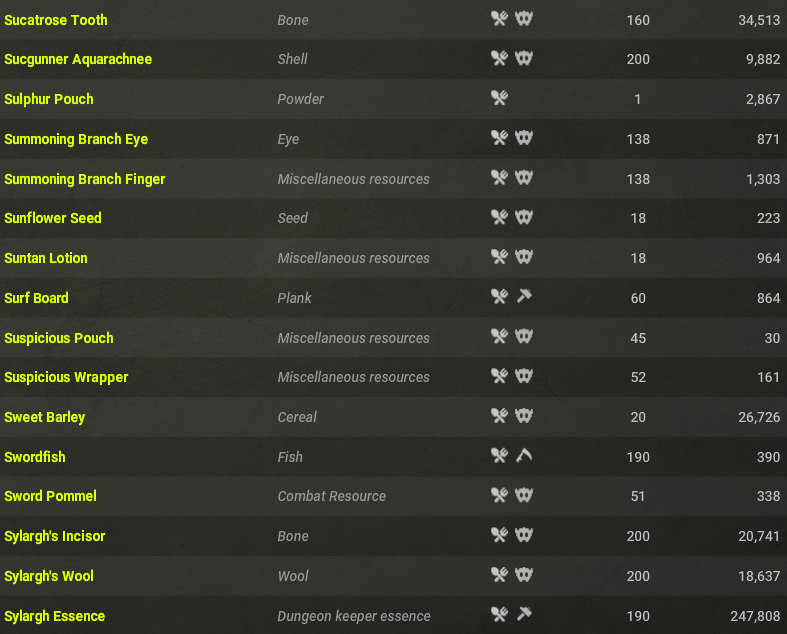 Sucatrose Tooth Bone 160 34,513
Sucgunner Aquarachnee Shell 200 9,882
Sulphur Pouch Powder 1 2,867
Summoning Branch Eye Eye 138 871
Summoning Branch Finger Miscellaneous resources 138 1,303
Sunflower Seed Seed 18 223
Suntan Lotion Miscellaneous resources 18 964
Surf Board Plank 60 864
Suspicious Pouch Miscellaneous resources 45 30
Suspicious Wrapper Miscellaneous resources 52 161
Sweet Barley Cereal 20 26,726
Swordfish Fish 190 390
Sword Pommel Combat Resource 51 338
Sylargh's Incisor Bone 200 20,741
Sylargh's Wool Wool 200 18,637
Sylargh Essence Dungeon keeper essence 190 247,808